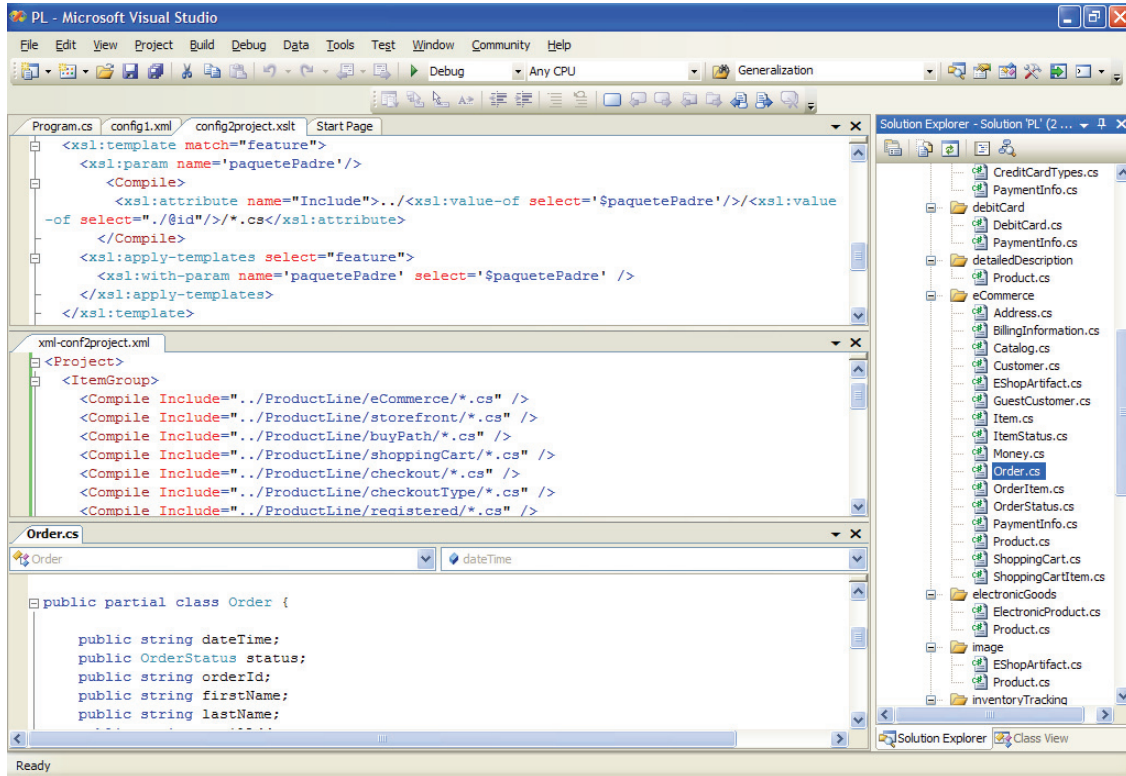 PL - Microsoft Visual Studio
File Edit View Project Build Debug Data Tools Test Window Community Help
Debug Any CPU Generalization
Program.cs config1.xml config2project.xslt Start Page
<xsl:template match="feature">
<xsl:param name='paquetePadre'/>
<Compile>
<xsl:attribute name="Include">../<xsl:value-of select='$paquetePadre'/>/<xsl:value
-of select="./@id"/>/*.cs</xsl:attribute>
</Compile>
<xsl:apply-templates select="feature">
<xsl:with-param name='paquetePadre' select='$paquetePadre' />
</xsl:apply-templates>
</xsl:template>
xml-conf2project.xml
<Project>
<ItemGroup>
<Compile Include="../ProductLine/eCommerce/*.cs" />
<Compile Include="../ProductLine/storefront/*.cs" />
<Compile Include="../ProductLine/buyPath/*.cs" />
<Compile Include="../ProductLine/shoppingCart/*.cs" />
<Compile Include="../ProductLine/checkout/*.cs" />
<Compile Include="../ProductLine/checkoutType/*.cs" />
<Compile Include="../ProductLine/registered/*.cs" />
Order.cs
Order dateTime
public partial class Order {
public string dateTime;
public OrderStatus status;
public string orderId;
public string firstName;
public string lastName;
Solution Explorer - Solution 'PL' (2 ...
CreditCardTypes.cs
PaymentInfo.cs
debitCard
DebitCard.cs
PaymentInfo.cs
detailedDescription
Product.cs
eCommerce
Address.cs
BillingInformation.cs
Catalog.cs
Customer.cs
EShopArtifact.cs
GuestCustomer.cs
Item.cs
ItemStatus.cs
Money.cs
Order.cs
OrderItem.cs
OrderStatus.cs
PaymentInfo.cs
Product.cs
ShoppingCart.cs
ShoppingCartItem.cs
electronicGoods
ElectronicProduct.cs
Product.cs
image
EShopArtifact.cs
Product.cs
inventoryTracking
Solution Explorer Class View
Ready